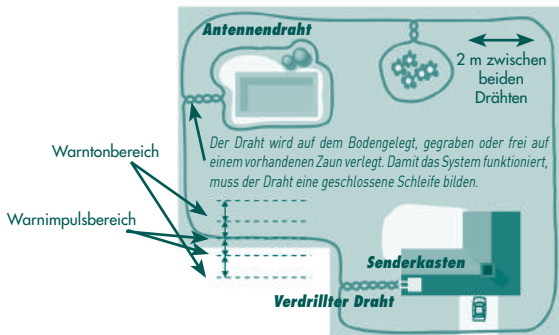 Antennendraht
2 m zwischen
beiden
Drähten
Der Draht wird auf dem Bodengelegt, gegraben oder frei auf
einem vorhandenen Zaun verlegt. Damit das System funktioniert,
muss der Draht eine geschlossene Schleife bilden.
Warntonbereich
Warnimpulsbereich
Senderkasten
Verdrillter Draht